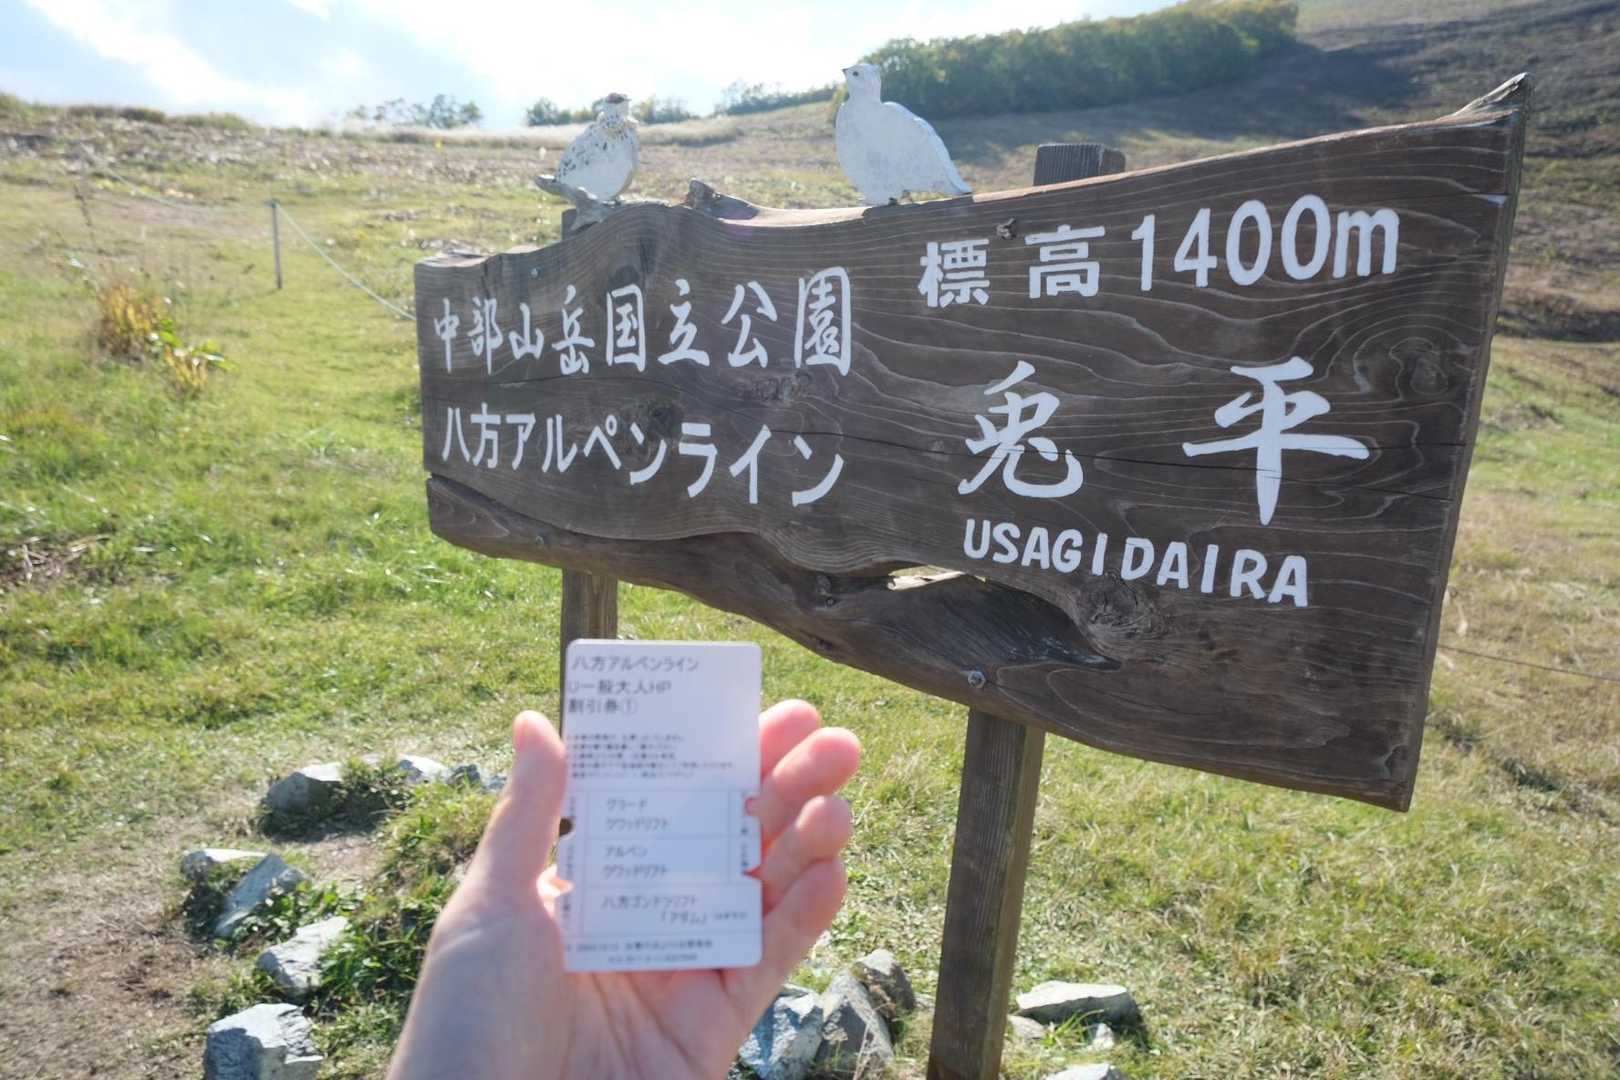 標高1400m
中部山岳国立公園
八方アルペンライン
兎平
USAGIDAIRA
八方アルペンライン
一般大人HP
割引券①
グラード
クワッドリフト
アルペン
クワッドリフト
八方ゴンドラリフト
「アダム」